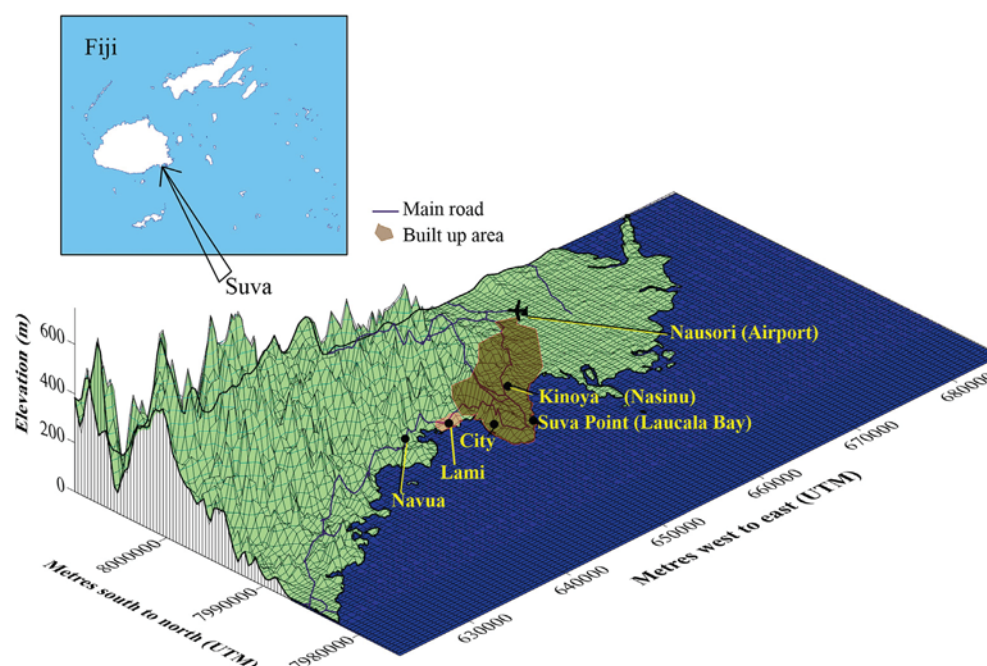 Fiji
Main road
Built up area
Suva
Elevation (m)
600
400
200
0
Nausori (Airport)
Kinoya (Nasinu)
Suva Point (Laucala Bay)
City
Lami
Navua
8000000
7990000
7980000
Metres south to north (UTM)
630000
640000
650000
660000
670000
680000
Metres west to east (UTM)